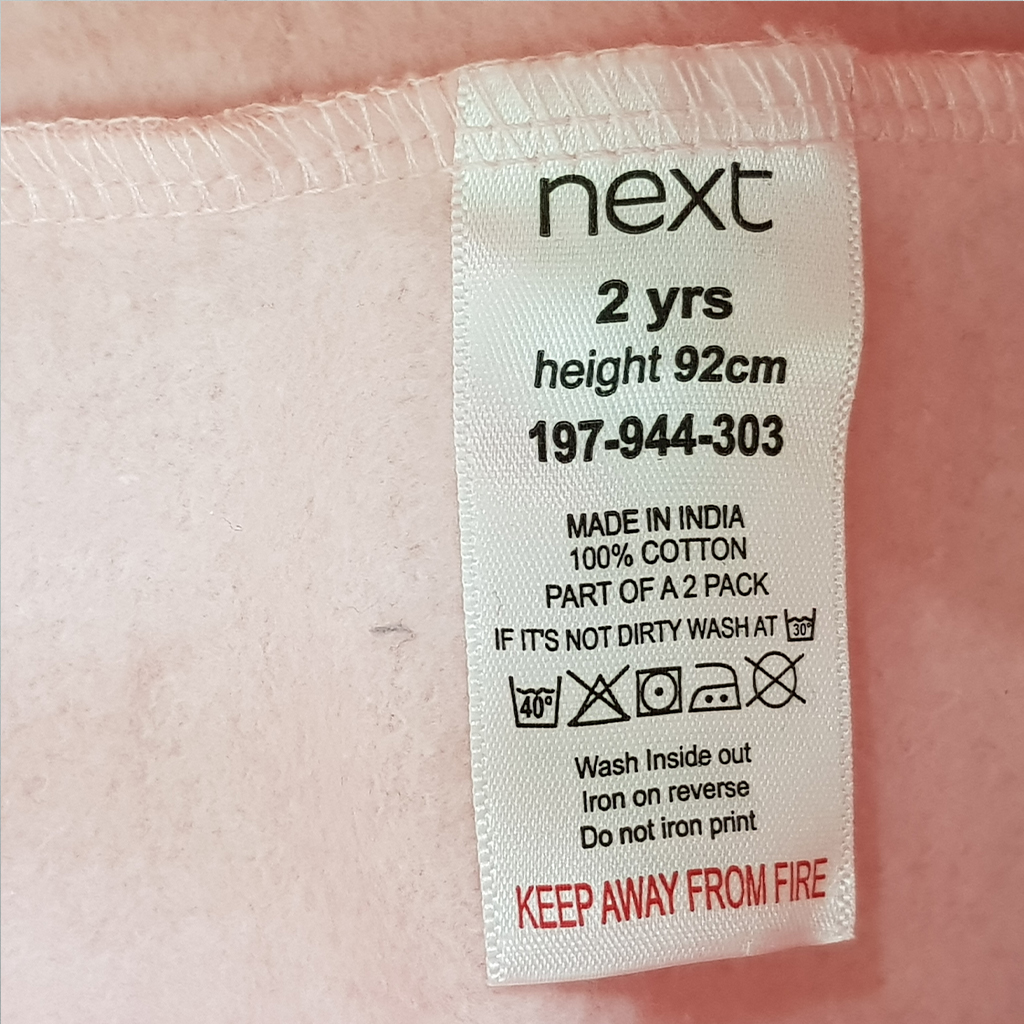 next
2 yrs
height 92cm
197-944-303
MADE IN INDIA
100% COTTON
PART OF A 2 PACK
IF IT'S NOT DIRTY WASH AT 30°
40°
Wash Inside out
Iron on reverse
Do not iron print
KEEP AWAY FROM FIRE